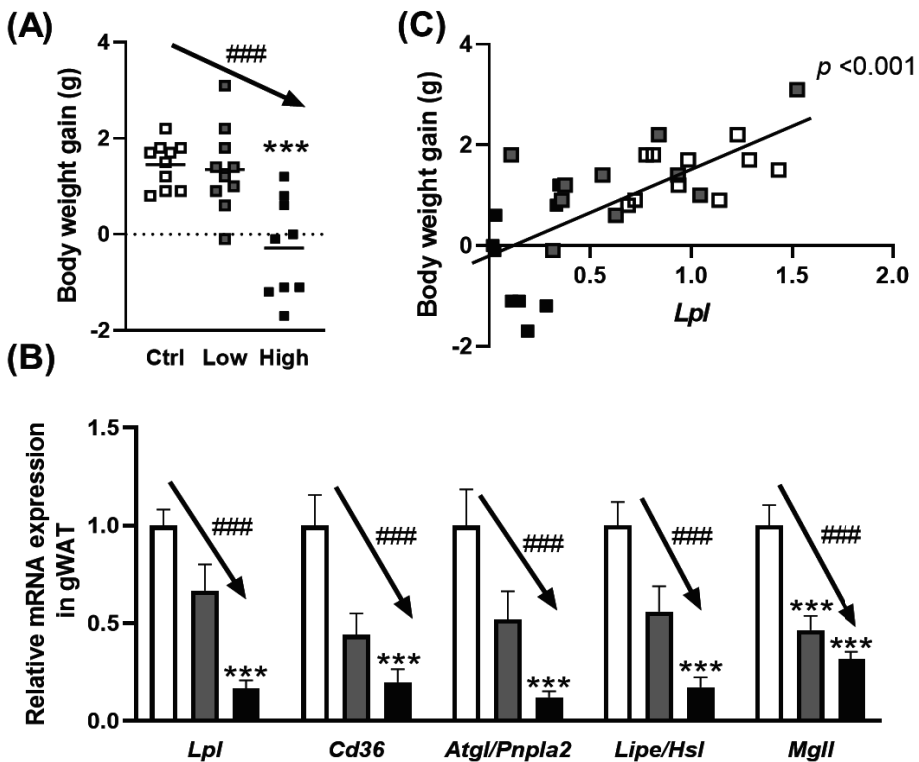 (A)
Body weight gain (g)
4
2
0
-2
###
***
Ctrl Low High
(C)
Body weight gain (g)
4
2
0
-2
p <0.001
0.5 1.0 1.5 2.0
Lpl
(B)
Relative mRNA expression
in gWAT
1.5
1.0
0.5
0.0
### ### ### ### ###
*** *** *** *** *** ***
Lpl Cd36 Atgl/Pnpla2 Lipe/Hsl Mgll